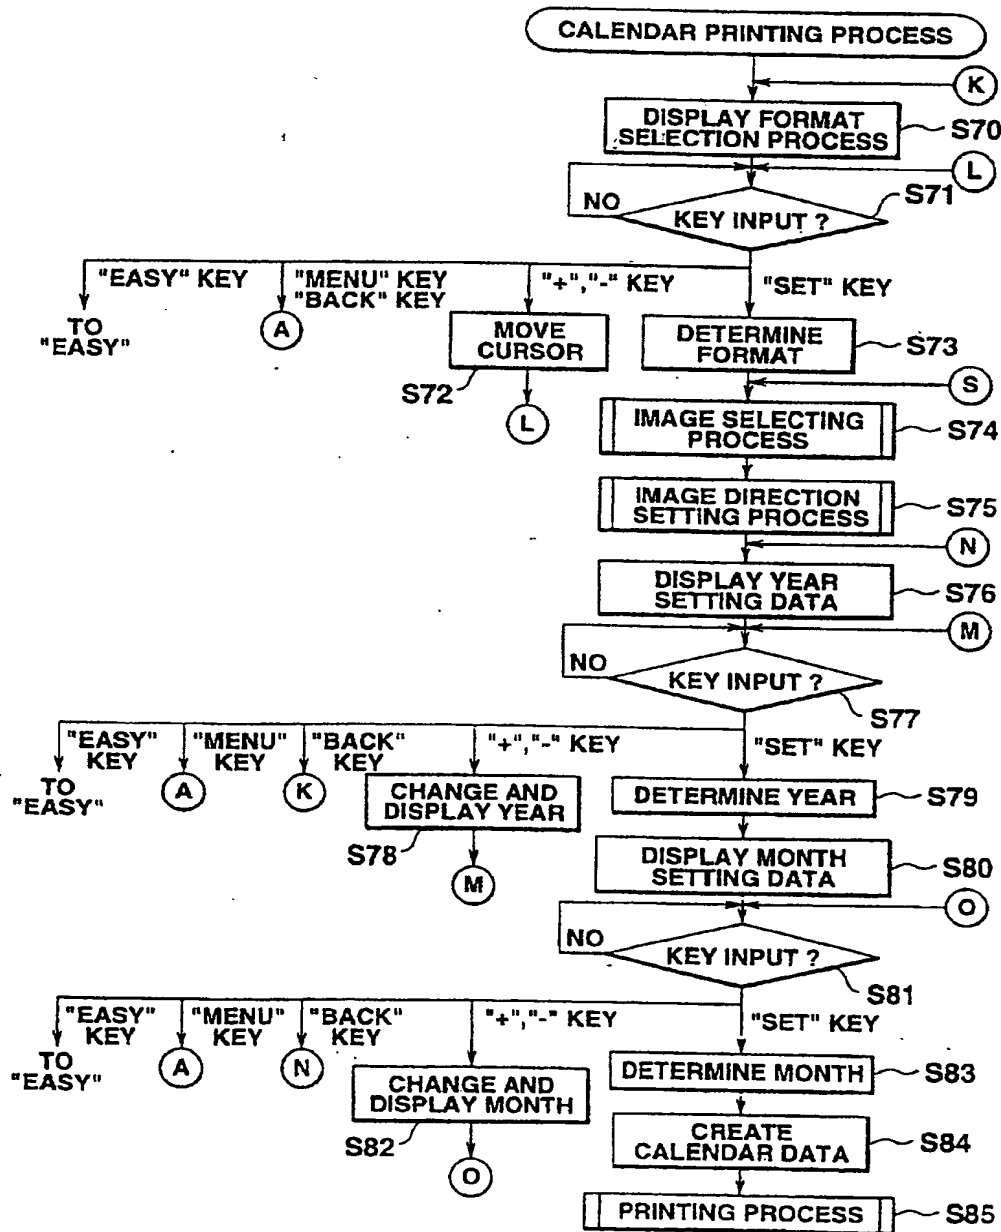 CALENDAR PRINTING PROCESS
K
DISPLAY FORMAT
SELECTION PROCESS
S70
L
S71
NO
KEY INPUT ?
"EASY" KEY
"MENU" KEY
"BACK" KEY
"+","-" KEY
"SET" KEY
TO
"EASY"
A
MOVE
CURSOR
S72
L
DETERMINE
FORMAT
S73
S
IMAGE SELECTING
PROCESS
S74
IMAGE DIRECTION
SETTING PROCESS
S75
N
DISPLAY YEAR
SETTING DATA
S76
M
NO
KEY INPUT ?
S77
"EASY"
KEY
"MENU"
KEY
"BACK"
KEY
"+","-" KEY
"SET" KEY
TO
"EASY"
A
K
CHANGE AND
DISPLAY YEAR
S78
M
DETERMINE YEAR
S79
DISPLAY MONTH
SETTING DATA
S80
O
NO
KEY INPUT ?
S81
"EASY"
KEY
"MENU"
KEY
"BACK"
KEY
"+","-" KEY
"SET" KEY
TO
"EASY"
A
N
CHANGE AND
DISPLAY MONTH
S82
O
DETERMINE MONTH
S83
CREATE
CALENDAR DATA
S84
PRINTING PROCESS
S85